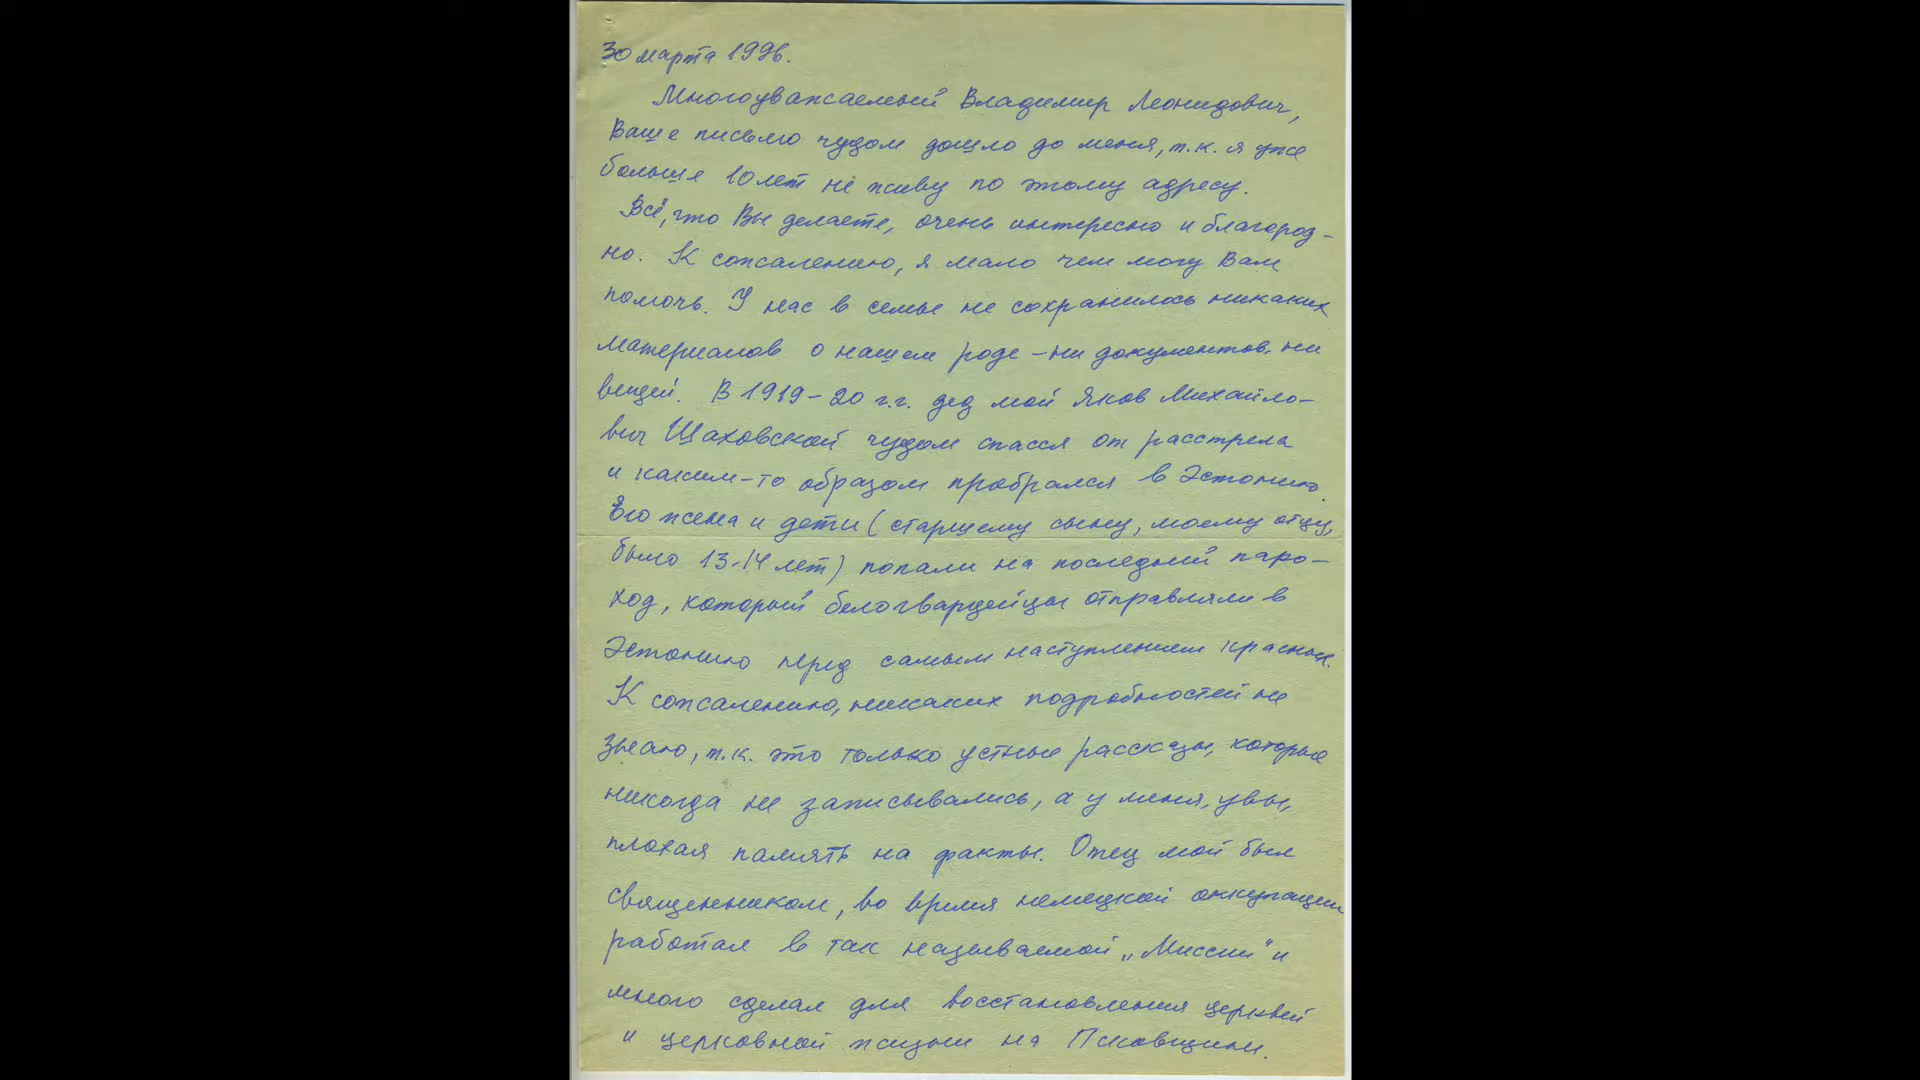 30 марта 1996.
Многоуважаемый Владимир Леонидович,
Ваше письмо чудом дошло до меня, т.к. я уже
больше 10 лет не живу по этому адресу.
Всё, что Вы делаете, очень интересно и благород-
но. К сожалению, я мало чем могу Вам
помочь. У нас в семье не сохранилось никаких
материалов о нашем роде – ни документов, ни
вещей. В 1919–20 г.г. дед мой Яков Михайло-
вич Шаховской чудом спасся от расстрела
и каким-то образом пробрался в Эстонию.
Его жена и дети (старшему сыну, моему отцу,
было 13-14 лет) попали на последний паро-
ход, который белогвардейцы отправляли в
Эстонию перед самым наступлением красных.
К сожалению, никаких подробностей не
знаю, т.к. это только устные рассказы, которые
никогда не записывались, а у меня, увы,
плохая память на факты. Отец мой был
священником, во время немецкой оккупации
работал в так называемой „Миссии" и
много сделал для восстановления церквей
и церковной жизни на Псковщине.